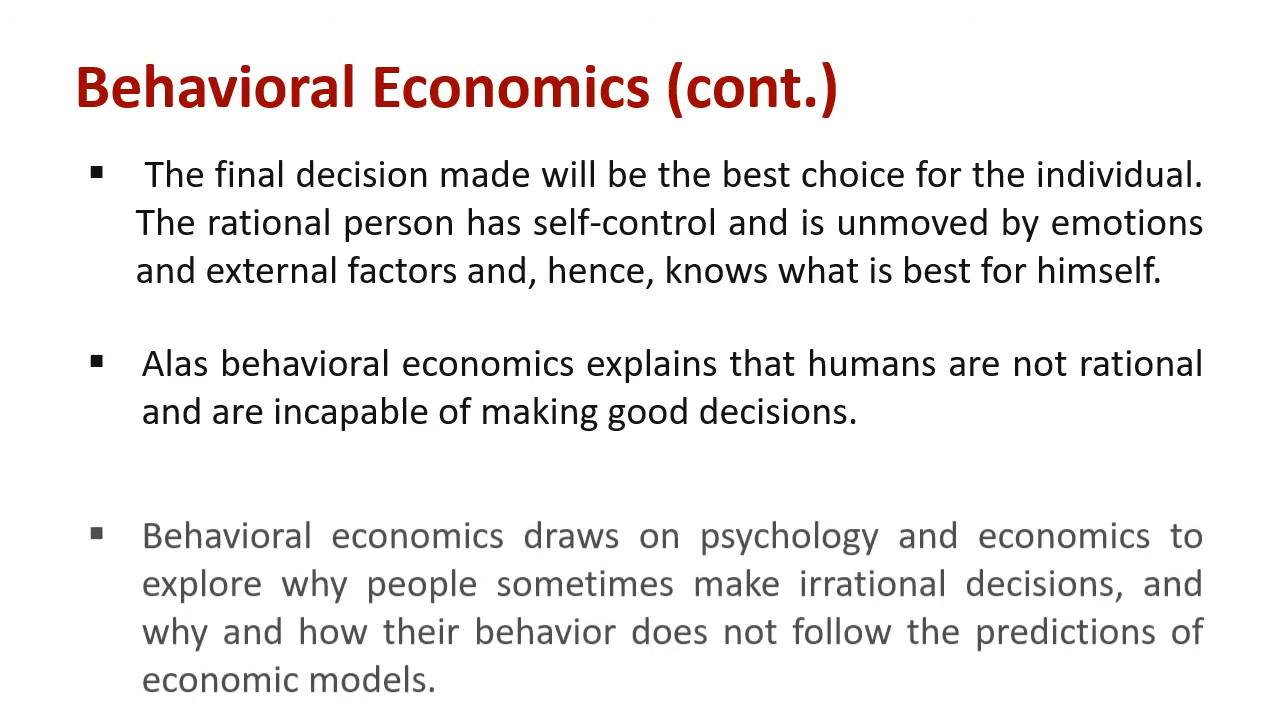 Behavioral Economics (cont.)
▪ The final decision made will be the best choice for the individual.
The rational person has self-control and is unmoved by emotions
and external factors and, hence, knows what is best for himself.
▪ Alas behavioral economics explains that humans are not rational
and are incapable of making good decisions.
▪ Behavioral economics draws on psychology and economics to
explore why people sometimes make irrational decisions, and
why and how their behavior does not follow the predictions of
economic models.